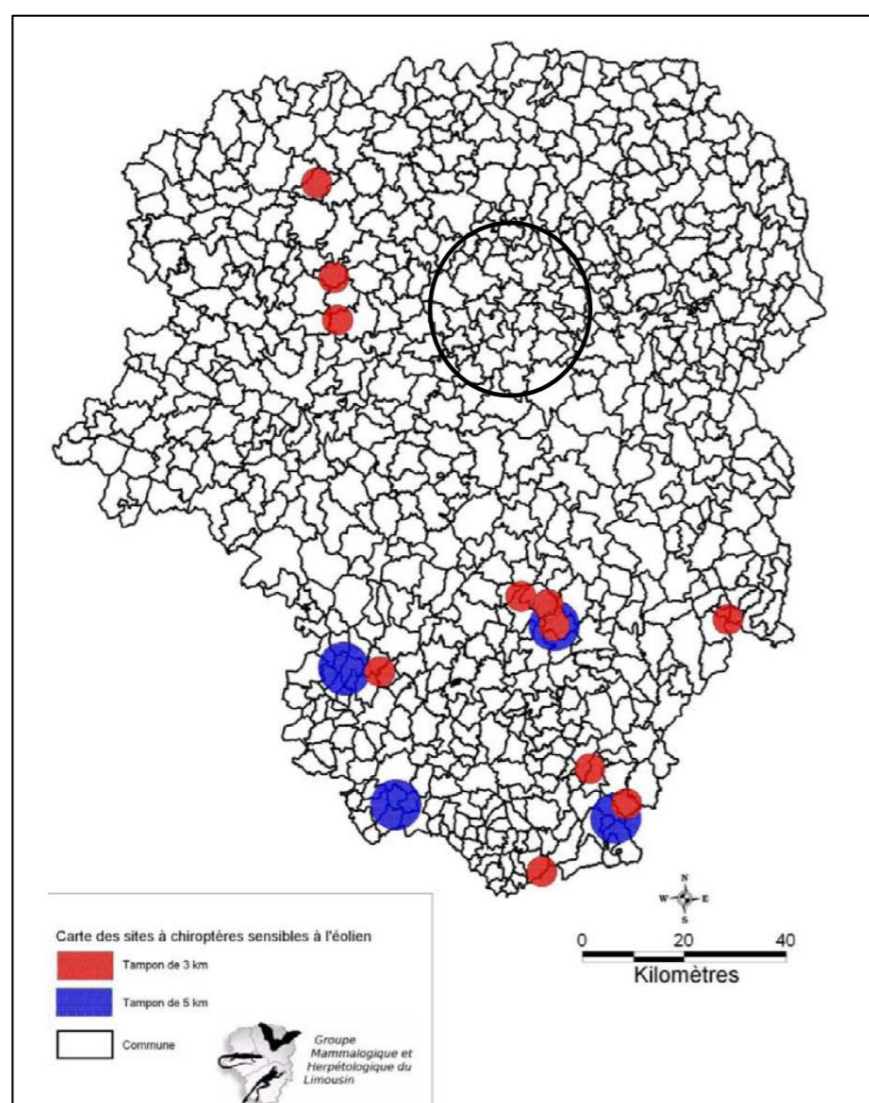 N
W E
S
0 20 40
Kilomètres
Carte des sites à chiroptères sensibles à l'éolien
Tampon de 3 km
Tampon de 5 km
Commune
Groupe
Mammalogique et
Herpétologique du
Limousin